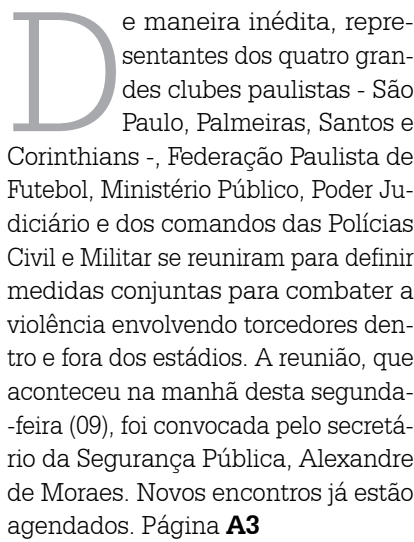 De maneira inédita, repre-
sentantes dos quatro gran-
des clubes paulistas - São
Paulo, Palmeiras, Santos e
Corinthians -, Federação Paulista de
Futebol, Ministério Público, Poder Ju-
diciário e dos comandos das Polícias
Civil e Militar se reuniram para definir
medidas conjuntas para combater a
violência envolvendo torcedores den-
tro e fora dos estádios. A reunião, que
aconteceu na manhã desta segunda-
-feira (09), foi convocada pelo secretá-
rio da Segurança Pública, Alexandre
de Moraes. Novos encontros já estão
agendados. Página A3